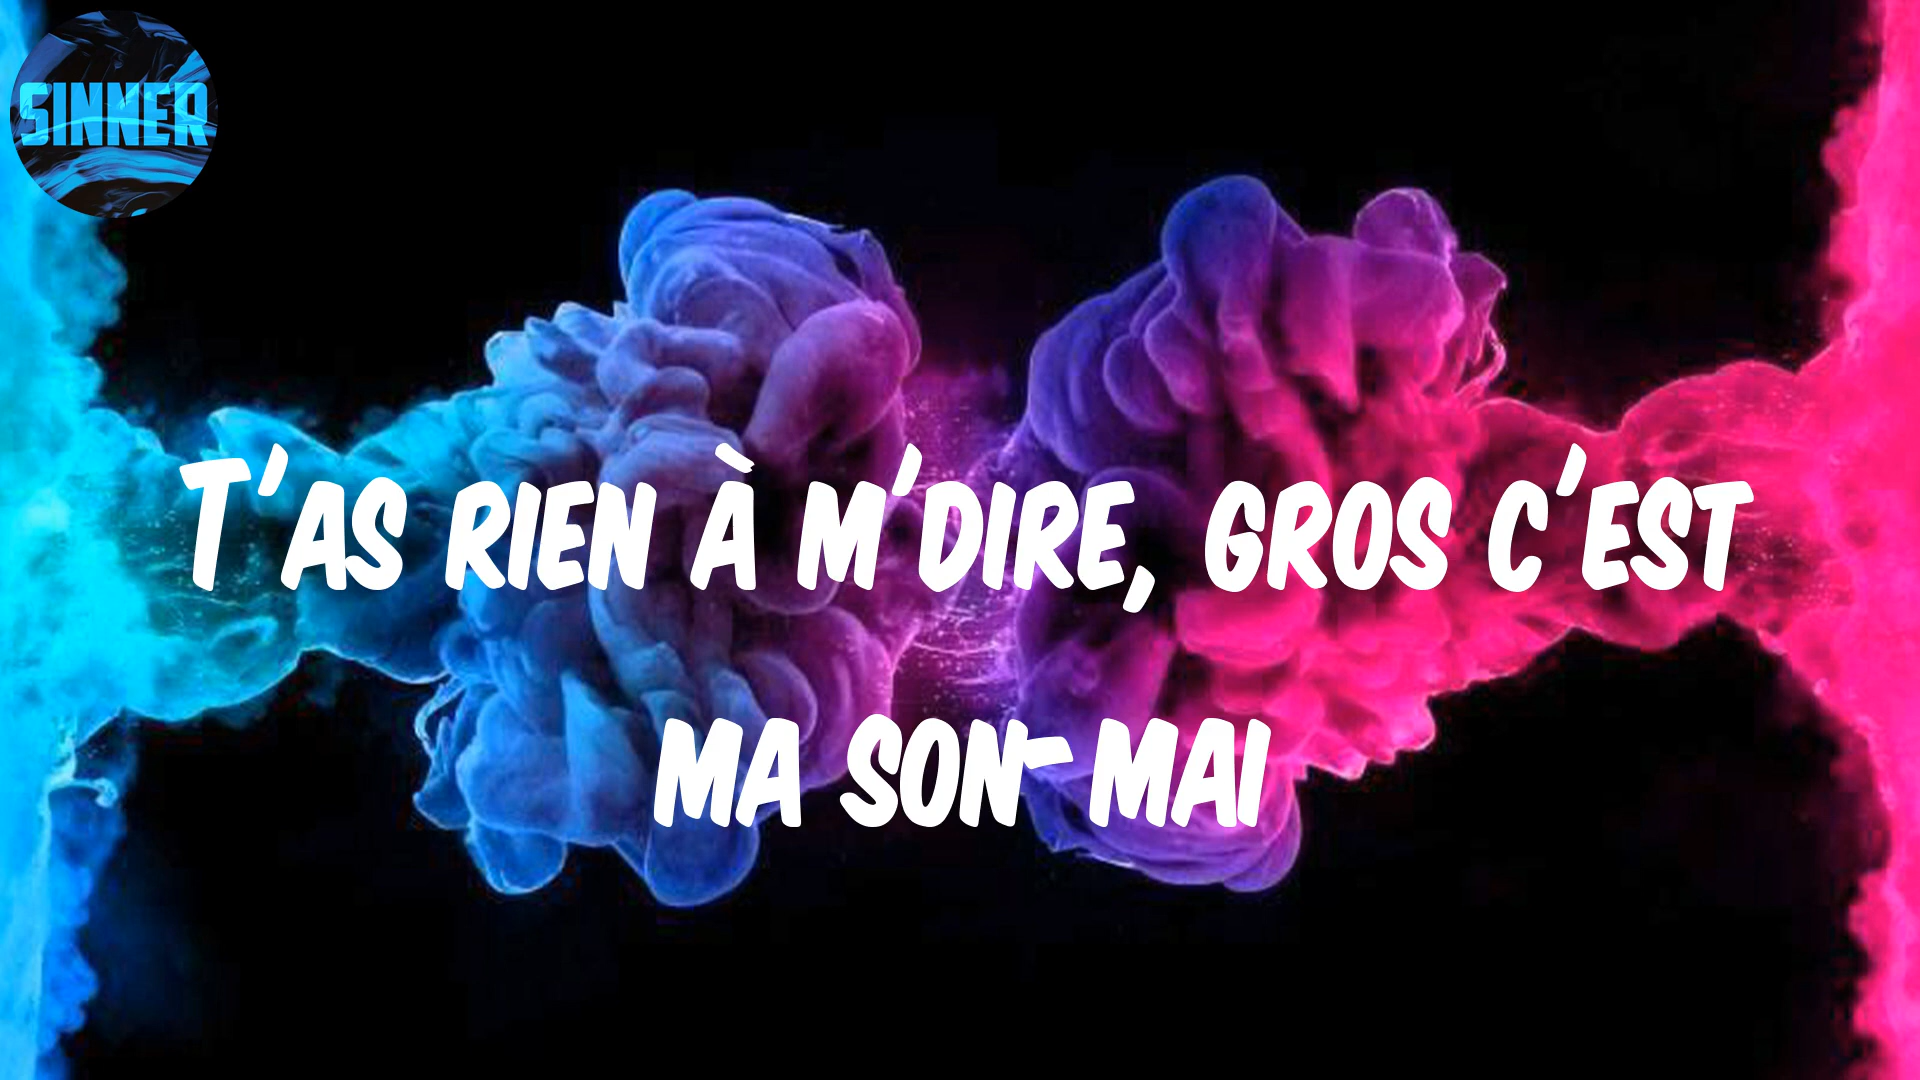 SINNER
T'AS RIEN À M'DIRE, GROS C'EST
MA SON-MAI